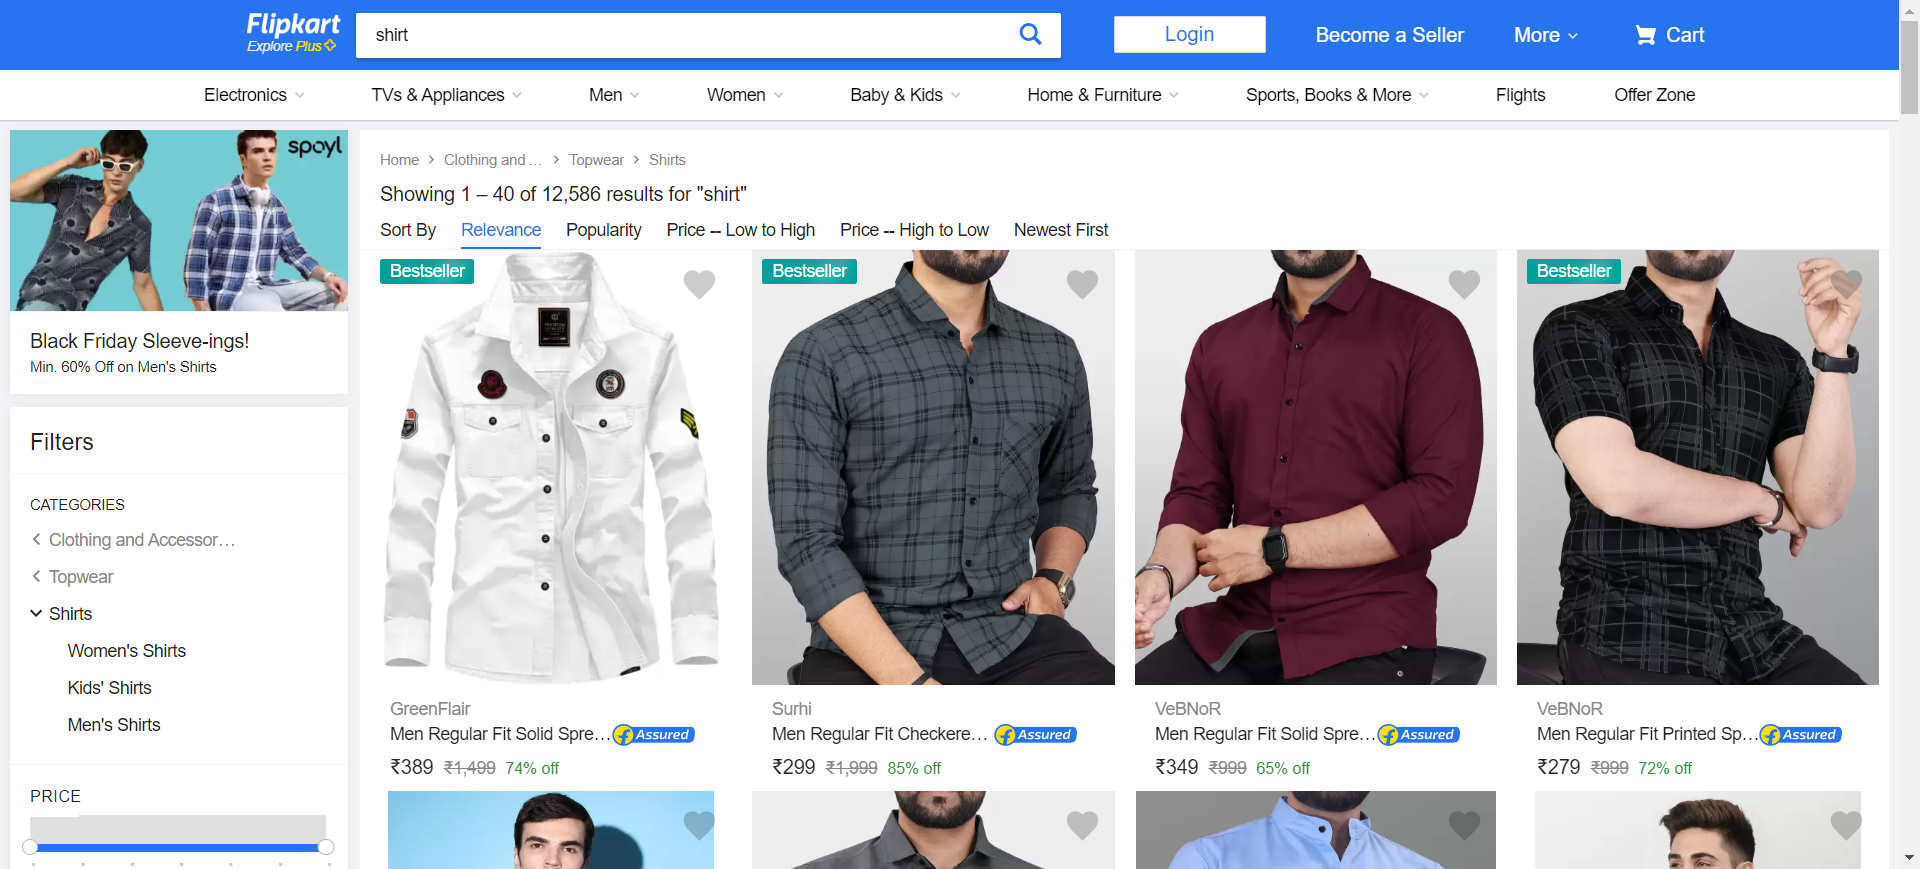 Flipkart
Explore Plus
shirt
Login
Become a Seller
More
Cart
Electronics
TVs & Appliances
Men
Women
Baby & Kids
Home & Furniture
Sports, Books & More
Flights
Offer Zone
spoyl
Black Friday Sleeve-ings!
Min. 60% Off on Men's Shirts
Filters
CATEGORIES
Clothing and Accessor…
Topwear
Shirts
Women's Shirts
Kids' Shirts
Men's Shirts
PRICE
Home
Clothing and ...
Topwear
Shirts
Showing 1 – 40 of 12,586 results for "shirt"
Sort By
Relevance
Popularity
Price -- Low to High
Price -- High to Low
Newest First
Bestseller
Bestseller
Bestseller
GreenFlair
Men Regular Fit Solid Spre...
Assured
₹389 ₹1,499 74% off
Surhi
Men Regular Fit Checkere...
Assured
₹299 ₹1,999 85% off
VeBNoR
Men Regular Fit Solid Spre...
Assured
₹349 ₹999 65% off
VeBNoR
Men Regular Fit Printed Sp...
Assured
₹279 ₹999 72% off